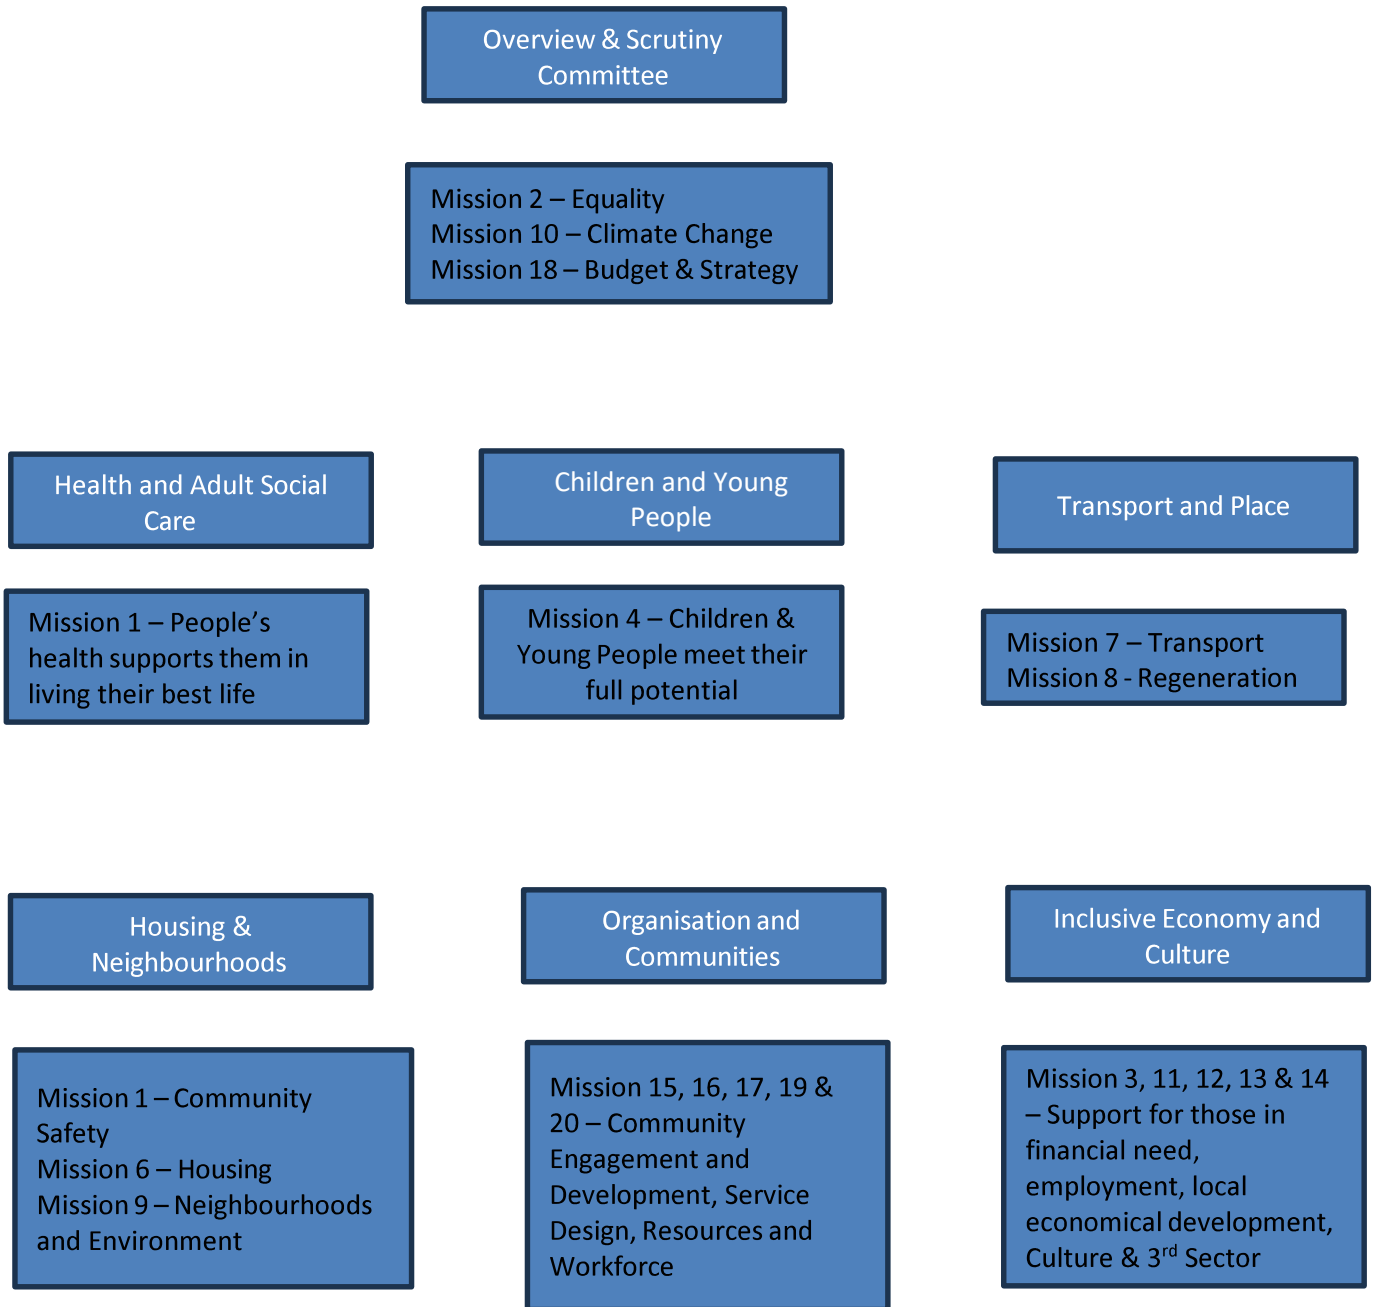 Overview & Scrutiny
Committee
Mission 2 – Equality
Mission 10 – Climate Change
Mission 18 – Budget & Strategy
Health and Adult Social
Care
Children and Young
People
Transport and Place
Mission 1 – People’s
health supports them in
living their best life
Mission 4 – Children &
Young People meet their
full potential
Mission 7 – Transport
Mission 8 - Regeneration
Housing &
Neighbourhoods
Organisation and
Communities
Inclusive Economy and
Culture
Mission 1 – Community
Safety
Mission 6 – Housing
Mission 9 – Neighbourhoods
and Environment
Mission 15, 16, 17, 19 &
20 – Community
Engagement and
Development, Service
Design, Resources and
Workforce
Mission 3, 11, 12, 13 & 14
– Support for those in
financial need,
employment, local
economical development,
Culture & 3rd Sector